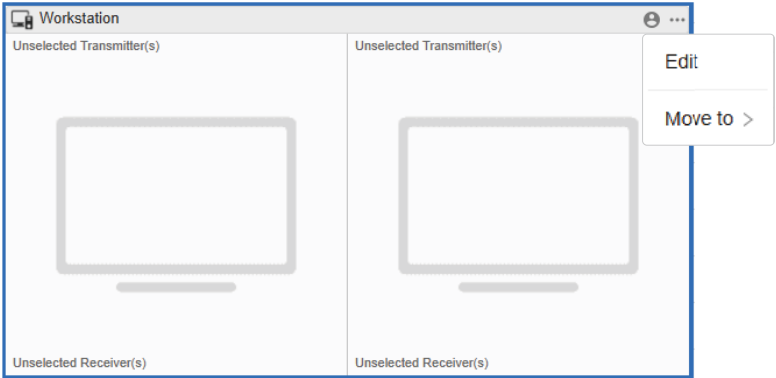 Workstation
Unselected Transmitter(s)
Unselected Transmitter(s)
Edit
Move to >
Unselected Receiver(s)
Unselected Receiver(s)